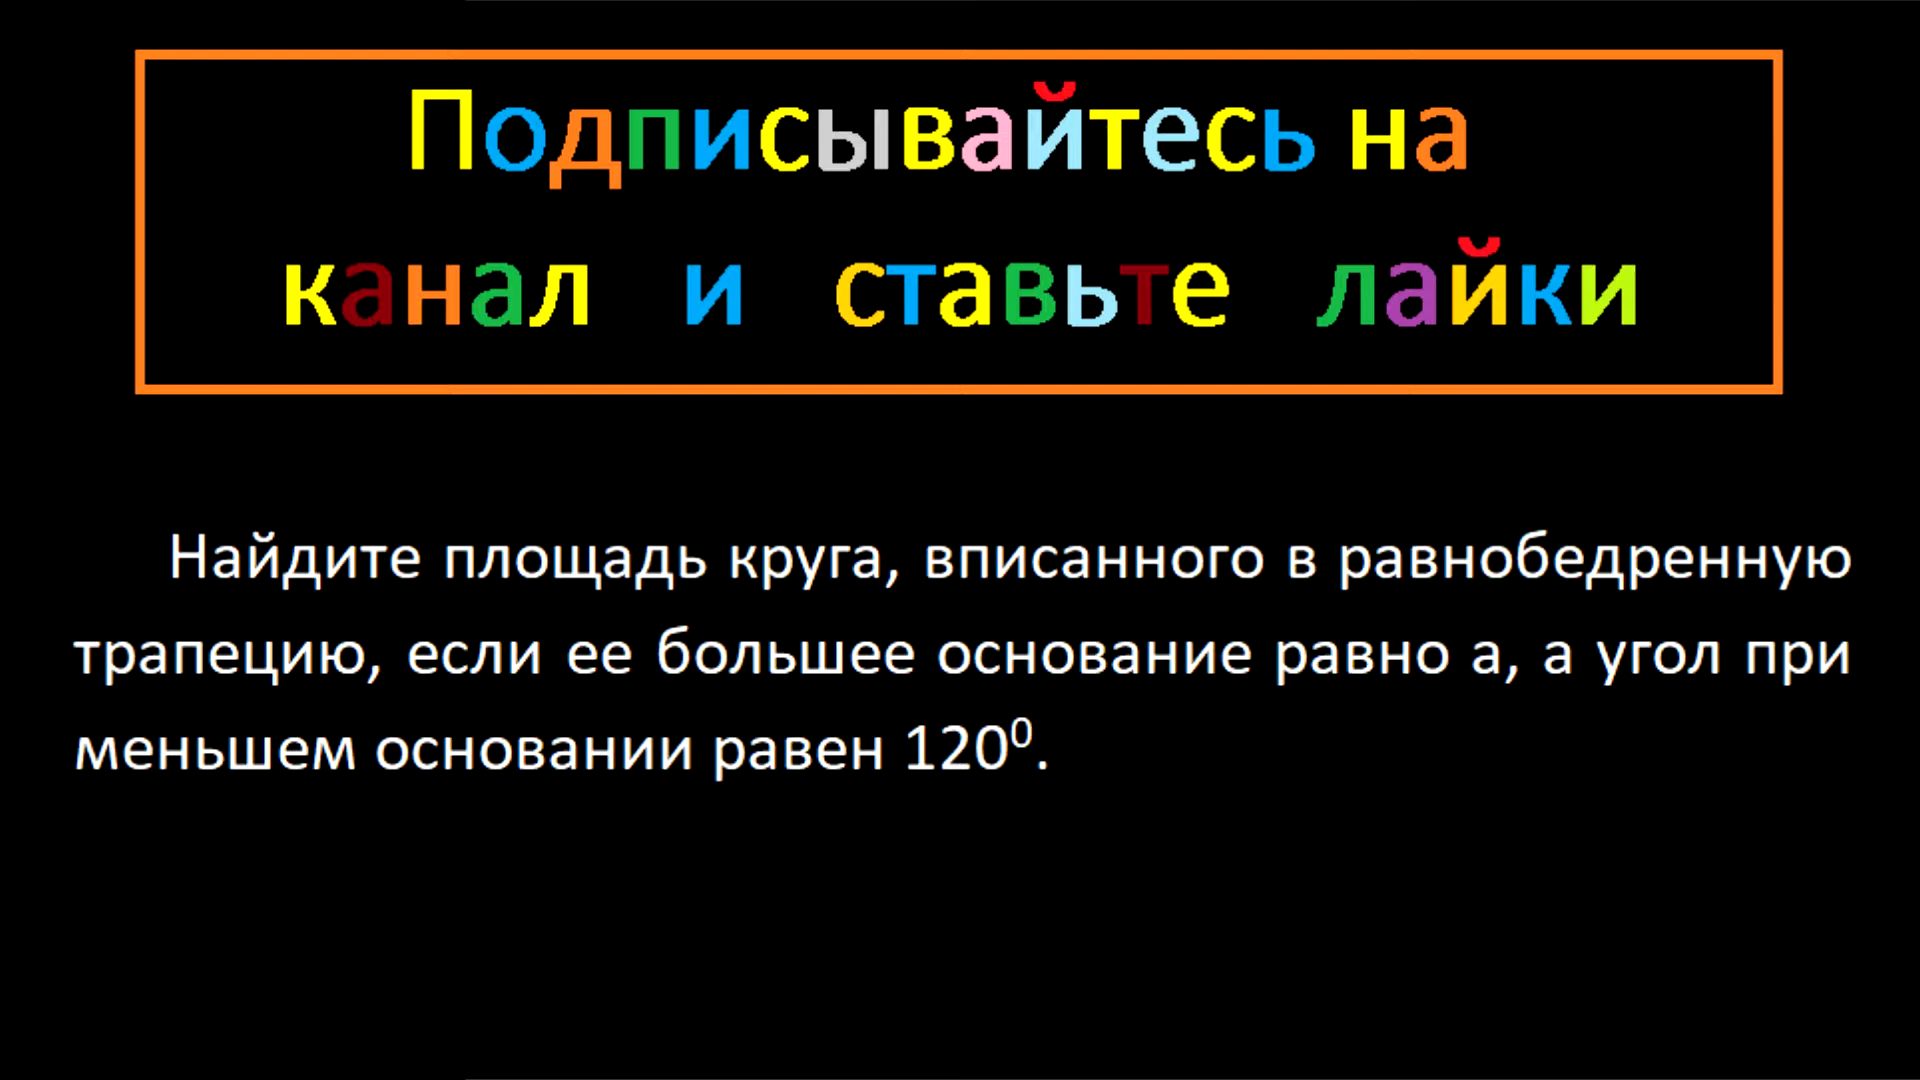 Подписывайтесь на
канал и ставьте лайки
Найдите площадь круга, вписанного в равнобедренную
трапецию, если ее большее основание равно а, а угол при
меньшем основании равен 120⁰.